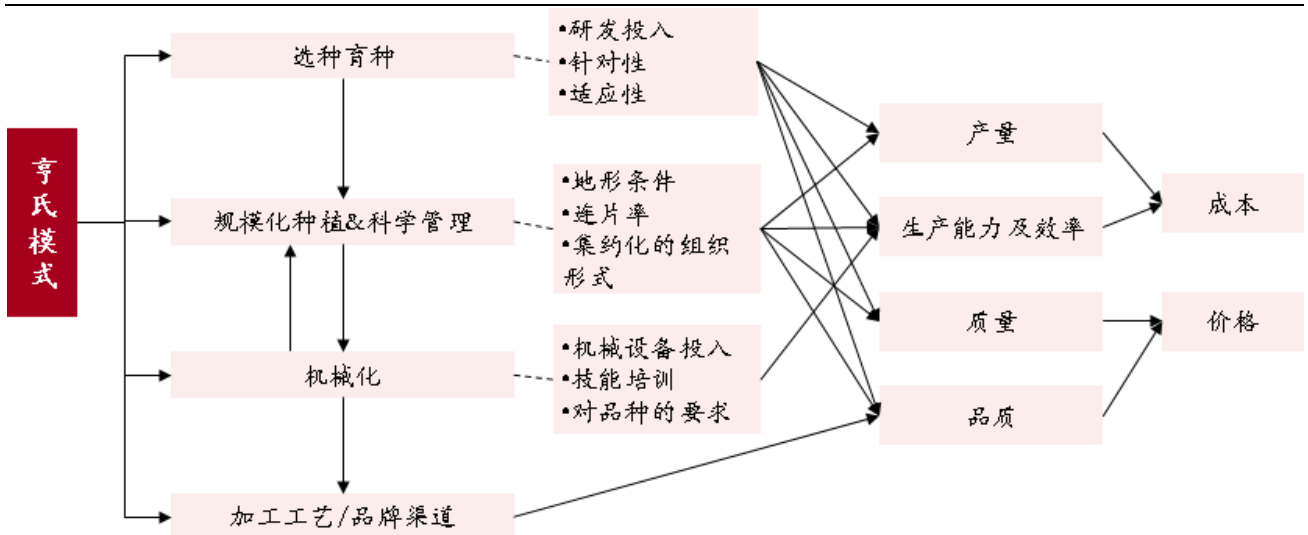 亨氏模式
选种育种
•研发投入
•针对性
•适应性
规模化种植&科学管理
•地形条件
•连片率
•集约化的组织
形式
机械化
•机械设备投入
•技能培训
•对品种的要求
加工工艺/品牌渠道
产量
生产能力及效率
质量
品质
成本
价格